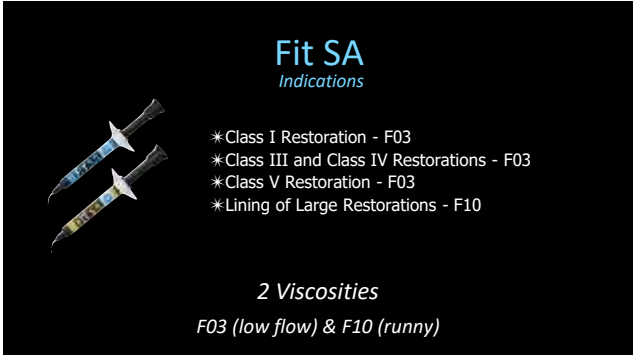 Fit SA
Indications
✴Class I Restoration - F03
✴Class III and Class IV Restorations - F03
✴Class V Restoration - F03
✴Lining of Large Restorations - F10
2 Viscosities
F03 (low flow) & F10 (runny)